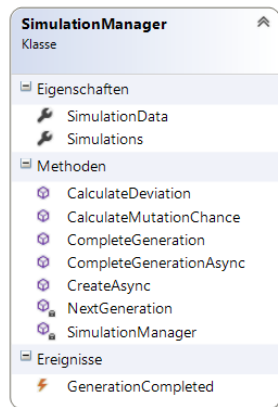 SimulationManager
Klasse
Eigenschaften
SimulationData
Simulations
Methoden
CalculateDeviation
CalculateMutationChance
CompleteGeneration
CompleteGenerationAsync
CreateAsync
NextGeneration
SimulationManager
Ereignisse
GenerationCompleted